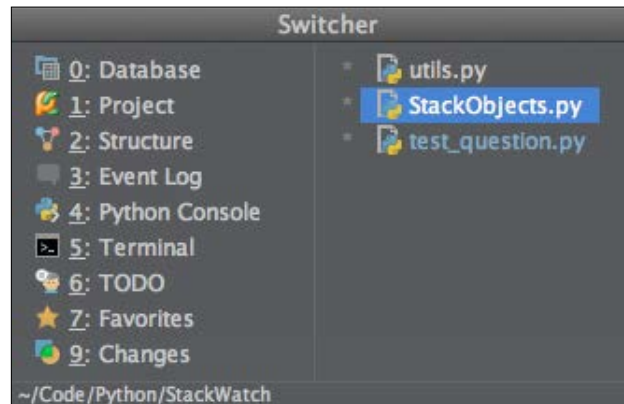 Switcher
0: Database
1: Project
2: Structure
3: Event Log
4: Python Console
5: Terminal
6: TODO
7: Favorites
9: Changes
* utils.py
* StackObjects.py
* test_question.py
~/Code/Python/StackWatch